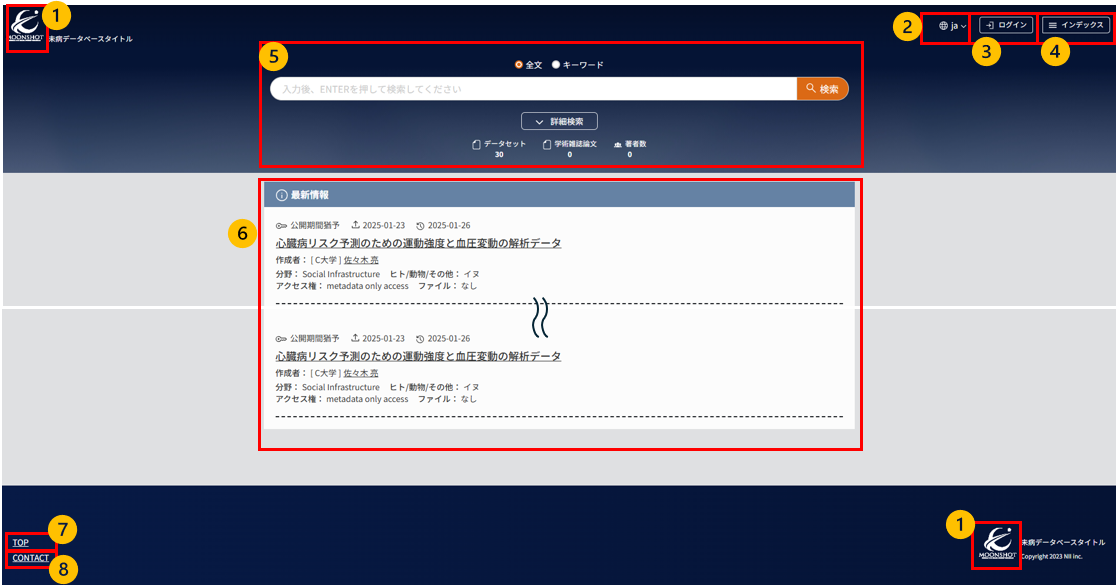 1
MOONSHOT 未病データベースタイトル
2
ja
3
ログイン
4
インデックス
5
全文 キーワード
入力後、ENTERを押して検索してください 検索
詳細検索
データセット 学術雑誌論文 著者数
30 0 0
6
最新情報
公開期間猶予 2025-01-23 2025-01-26
心臓病リスク予測のための運動強度と血圧変動の解析データ
作成者： [ C大学 ] 佐々木 亮
分野： Social Infrastructure ヒト/動物/その他： イヌ
アクセス権： metadata only access ファイル： なし
公開期間猶予 2025-01-23 2025-01-26
心臓病リスク予測のための運動強度と血圧変動の解析データ
作成者： [ C大学 ] 佐々木 亮
分野： Social Infrastructure ヒト/動物/その他： イヌ
アクセス権： metadata only access ファイル： なし
7
TOP
CONTACT
8
1
MOONSHOT 未病データベースタイトル
Copyright 2023 NII inc.